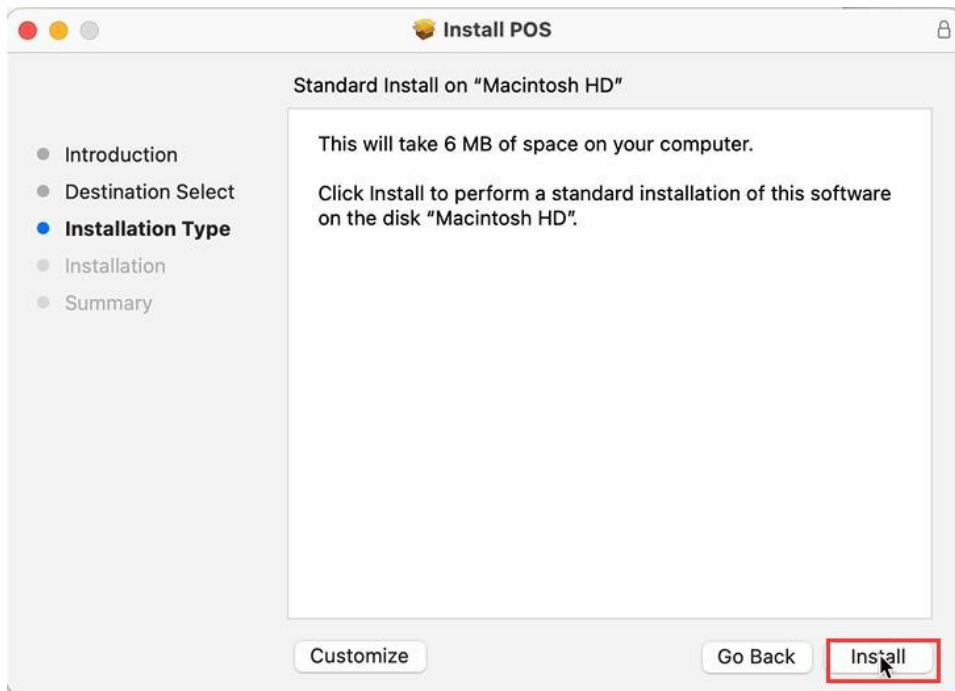 Install POS
Standard Install on “Macintosh HD”
Introduction
Destination Select
Installation Type
Installation
Summary
This will take 6 MB of space on your computer.
Click Install to perform a standard installation of this software
on the disk “Macintosh HD”.
Customize
Go Back
Install